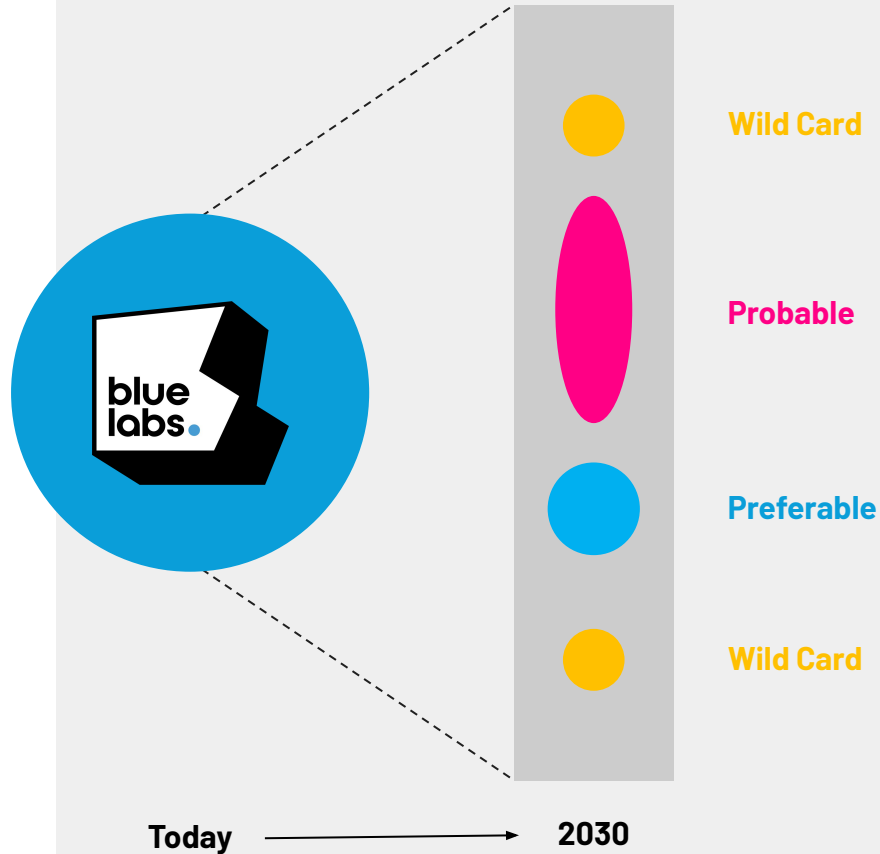 Wild Card
Probable
blue
labs.
Preferable
Wild Card
Today
2030